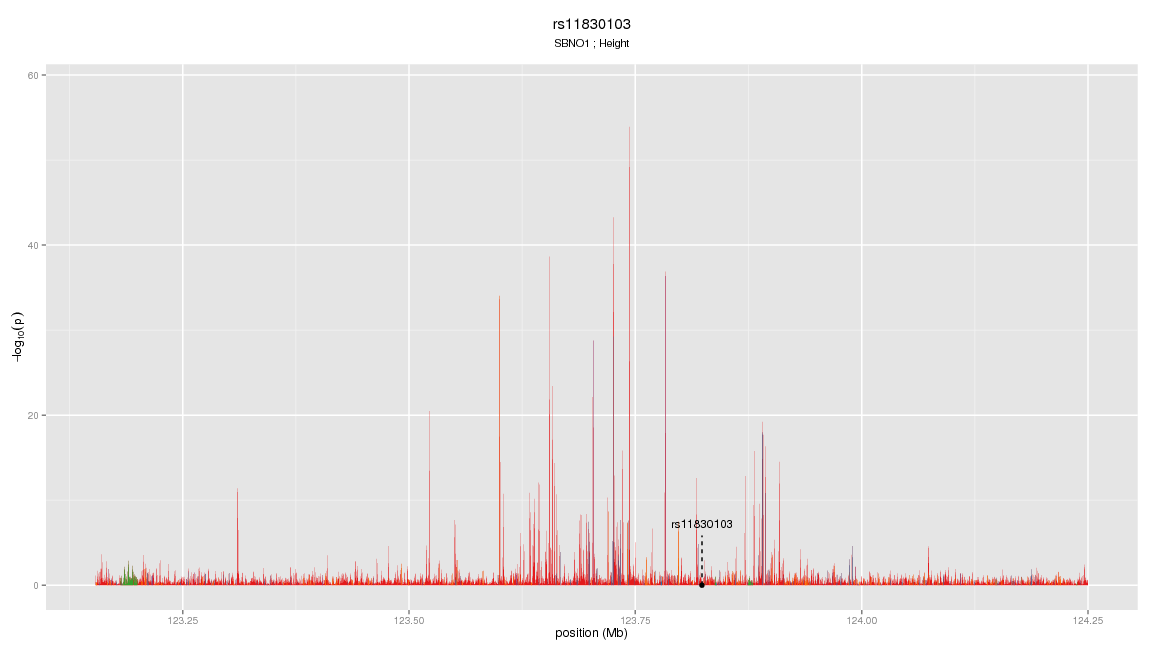 rs11830103
SBNO1 ; Height
60
40
20
0
−log10(p)
rs11830103
123.25
123.50
123.75
124.00
124.25
position (Mb)